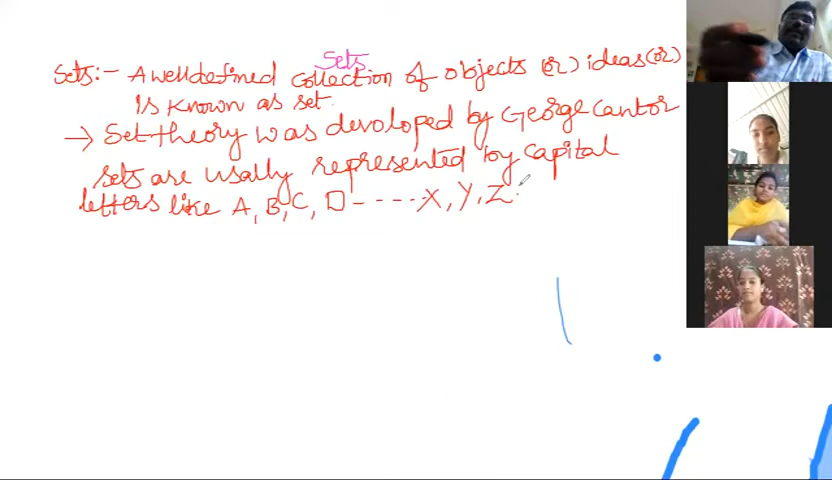 Sets
Sets:- A welldefined collection of objects (or) ideas (or)
is known as set.
→ Set theory was devoloped by George cantor
sets are usally represented by capital
letters like A, B, C, D-----X, Y, Z.